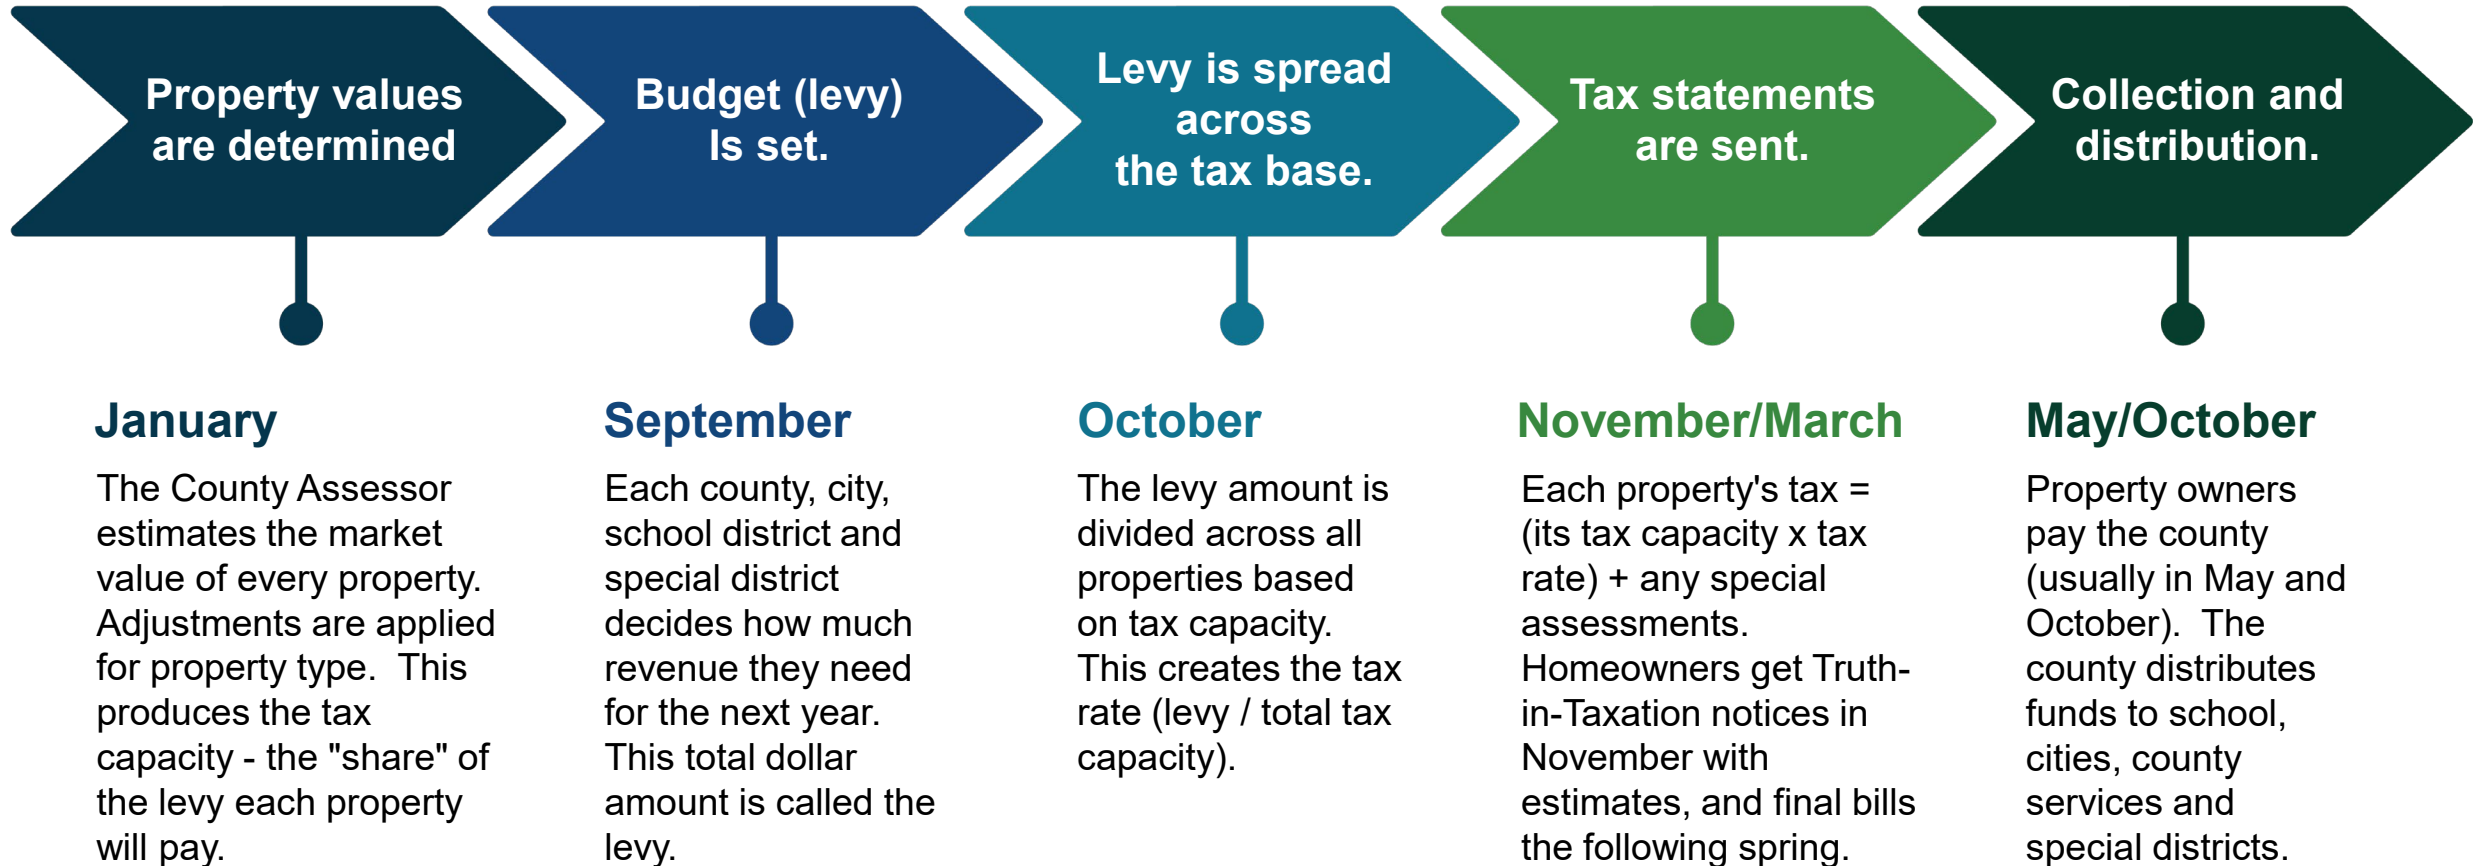 Property values
are determined
Budget (levy)
Is set.
Levy is spread
across
the tax base.
Tax statements
are sent.
Collection and
distribution.
January
The County Assessor
estimates the market
value of every property.
Adjustments are applied
for property type.  This
produces the tax
capacity - the "share" of
the levy each property
will pay.
September
Each county, city,
school district and
special district
decides how much
revenue they need
for the next year.
This total dollar
amount is called the
levy.
October
The levy amount is
divided across all
properties based
on tax capacity.
This creates the tax
rate (levy / total tax
capacity).
November/March
Each property's tax =
(its tax capacity x tax
rate) + any special
assessments.
Homeowners get Truth-
in-Taxation notices in
November with
estimates, and final bills
the following spring.
May/October
Property owners
pay the county
(usually in May and
October).  The
county distributes
funds to school,
cities, county
services and
special districts.